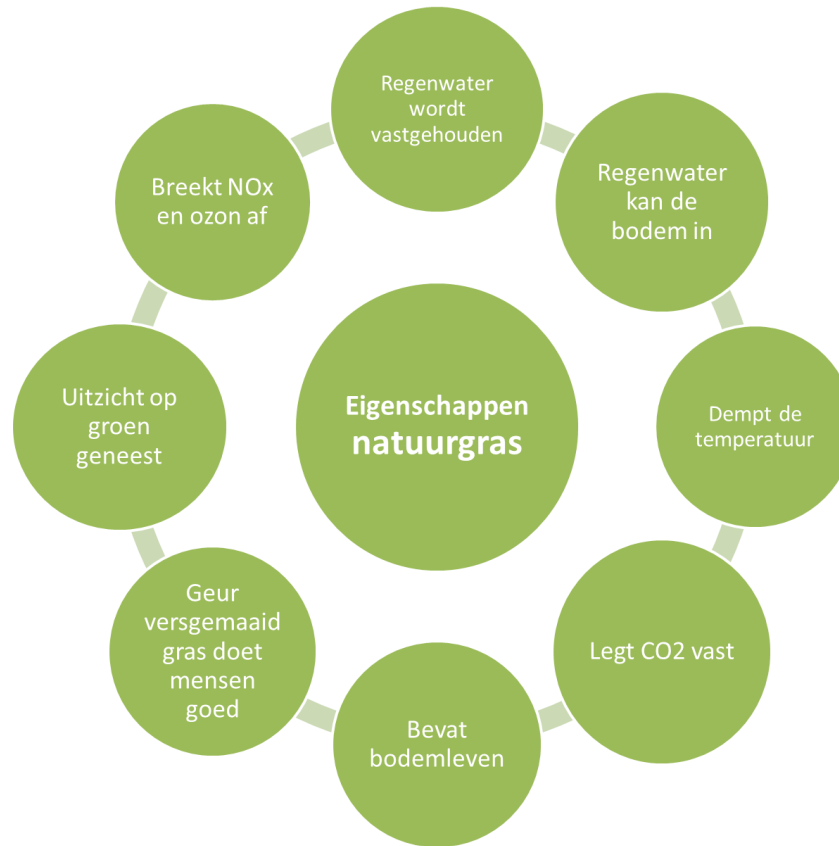 Regenwater
wordt
vastgehouden
Regenwater
kan de
bodem in
Dempt de
temperatuur
Legt CO2 vast
Bevat
bodemleven
Geur
versgemaaid
gras doet
mensen
goed
Uitzicht op
groen
geneest
Breekt NOx
en ozon af
Eigenschappen
natuurgras